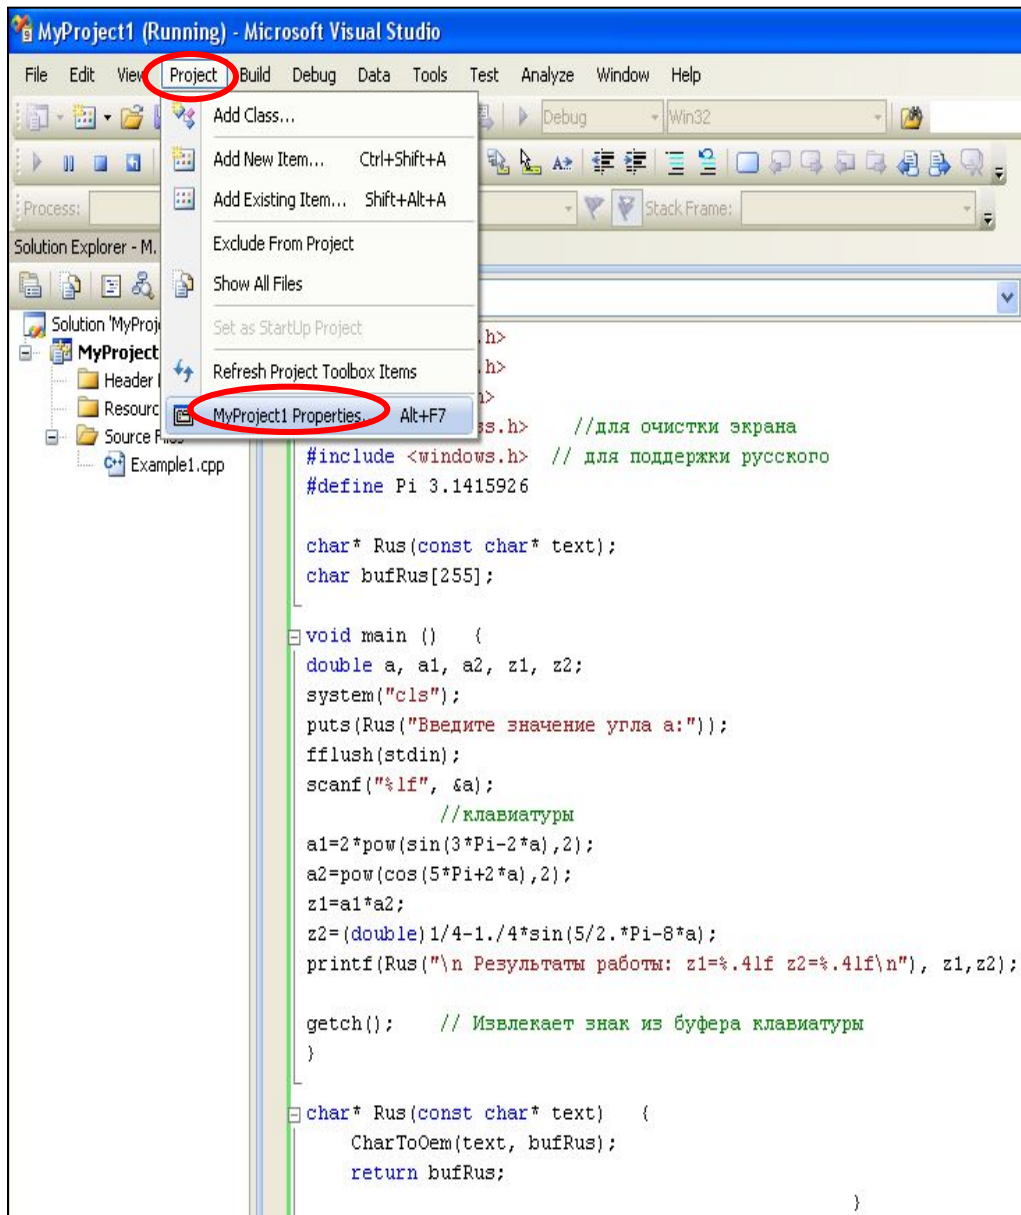 MyProject1 (Running) - Microsoft Visual Studio
File Edit View Project Build Debug Data Tools Test Analyze Window Help
Add Class...
Debug Win32
Add New Item... Ctrl+Shift+A
Add Existing Item... Shift+Alt+A
Process: Stack Frame:
Exclude From Project
Solution Explorer - M.
Show All Files
Solution 'MyProj
Set as StartUp Project
.h>
MyProject
Refresh Project Toolbox Items
.h>
Header
Resourc
MyProject1 Properties... Alt+F7
ss.h> //для очистки экрана
Source
#include <windows.h> // для поддержки русского
Example1.cpp
#define Pi 3.1415926
char* Rus(const char* text);
char bufRus[255];
void main () {
double a, a1, a2, z1, z2;
system("cls");
puts(Rus("Введите значение угла a:"));
fflush(stdin);
scanf("%lf", &a);
//клавиатуры
a1=2*pow(sin(3*Pi-2*a),2);
a2=pow(cos(5*Pi+2*a),2);
z1=a1*a2;
z2=(double)1/4-1./4*sin(5/2.*Pi-8*a);
printf(Rus("\n Результаты работы: z1=%.4lf z2=%.4lf\n"), z1,z2);
getch(); // Извлекает знак из буфера клавиатуры
}
char* Rus(const char* text) {
CharToOem(text, bufRus);
return bufRus;
}